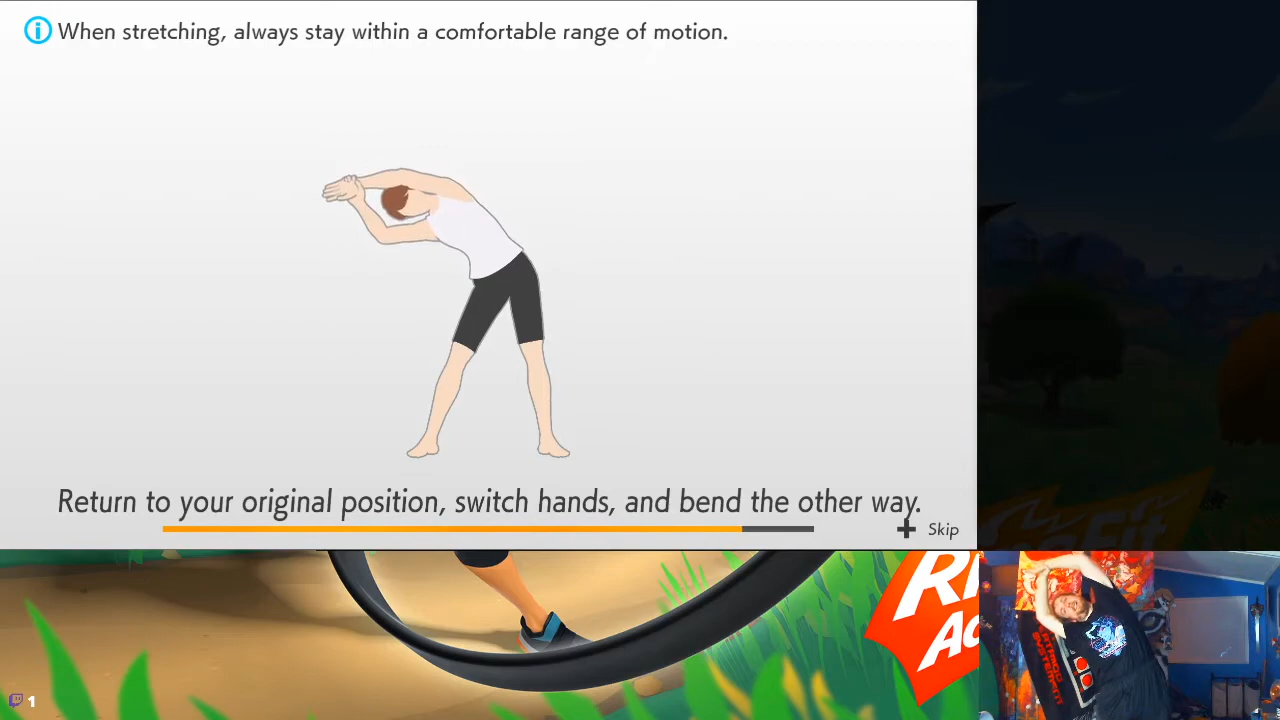 When stretching, always stay within a comfortable range of motion.
Return to your original position, switch hands, and bend the other way.
Skip
1